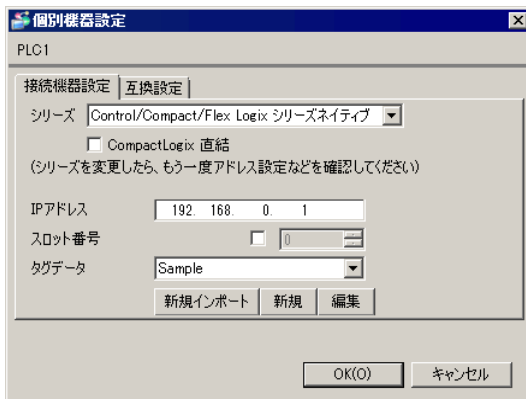 個別機器設定
PLC1
接続機器設定 互換設定
シリーズ Control/Compact/Flex Logix シリーズネイティブ
CompactLogix 直結
(シリーズを変更したら、もう一度アドレス設定などを確認してください)
IPアドレス 192. 168. 0. 1
スロット番号 0
タグデータ Sample
新規インポート 新規 編集
OK(O) キャンセル